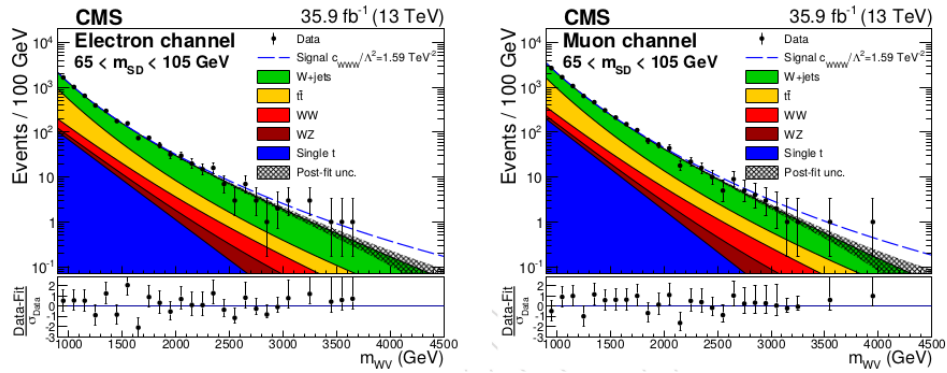 CMS 35.9 fb⁻¹ (13 TeV)
Electron channel
65 < m_SD < 105 GeV
Data
Signal c_WWW/Λ²=1.59 TeV⁻²
W+jets
tt̄
WW
WZ
Single t
Post-fit unc.
Events / 100 GeV
10⁴
10³
10²
10
1
10⁻¹
Data-Fit
σ_Data
2
1
0
-1
-2
-3
1000 1500 2000 2500 3000 3500 4000 4500
m_WV (GeV)
CMS 35.9 fb⁻¹ (13 TeV)
Muon channel
65 < m_SD < 105 GeV
Data
Signal c_WWW/Λ²=1.59 TeV⁻²
W+jets
tt̄
WW
WZ
Single t
Post-fit unc.
Events / 100 GeV
10⁴
10³
10²
10
1
10⁻¹
Data-Fit
σ_Data
2
1
0
-1
-2
-3
1000 1500 2000 2500 3000 3500 4000 4500
m_WV (GeV)